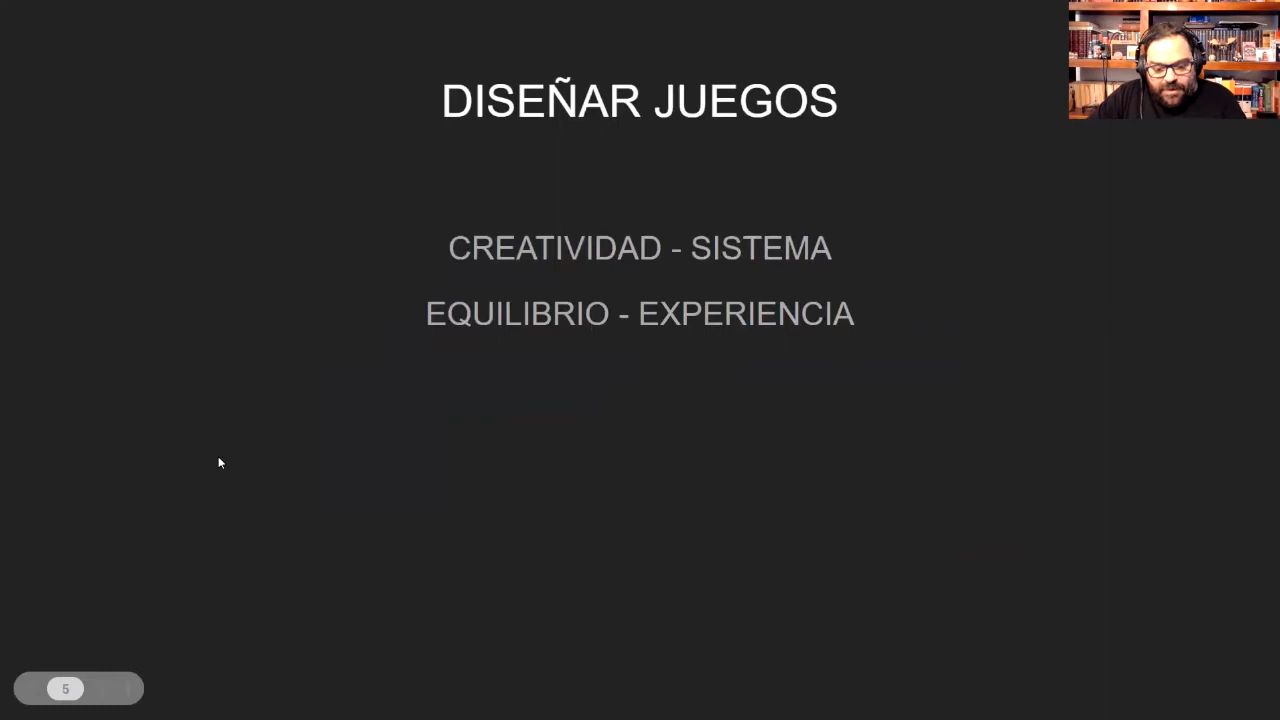 DISEÑAR JUEGOS
CREATIVIDAD - SISTEMA
EQUILIBRIO - EXPERIENCIA
5